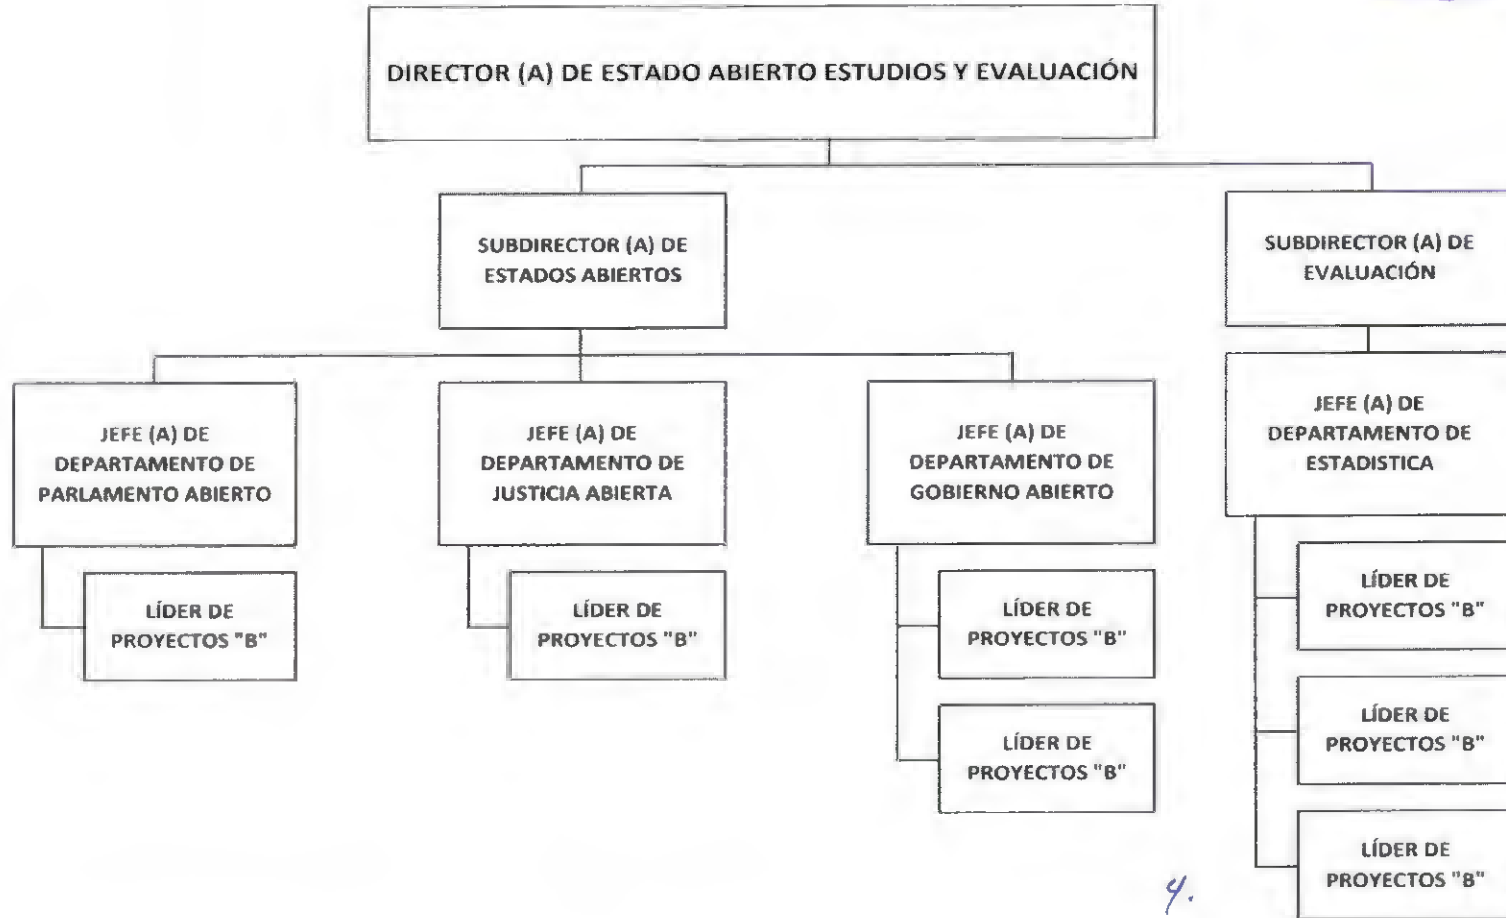 DIRECTOR (A) DE ESTADO ABIERTO ESTUDIOS Y EVALUACIÓN
SUBDIRECTOR (A) DE
ESTADOS ABIERTOS
SUBDIRECTOR (A) DE
EVALUACIÓN
JEFE (A) DE
DEPARTAMENTO DE
PARLAMENTO ABIERTO
JEFE (A) DE
DEPARTAMENTO DE
JUSTICIA ABIERTA
JEFE (A) DE
DEPARTAMENTO DE
GOBIERNO ABIERTO
JEFE (A) DE
DEPARTAMENTO DE
ESTADISTICA
LÍDER DE
PROYECTOS "B"
LÍDER DE
PROYECTOS "B"
LÍDER DE
PROYECTOS "B"
LÍDER DE
PROYECTOS "B"
LÍDER DE
PROYECTOS "B"
LÍDER DE
PROYECTOS "B"
LÍDER DE
PROYECTOS "B"